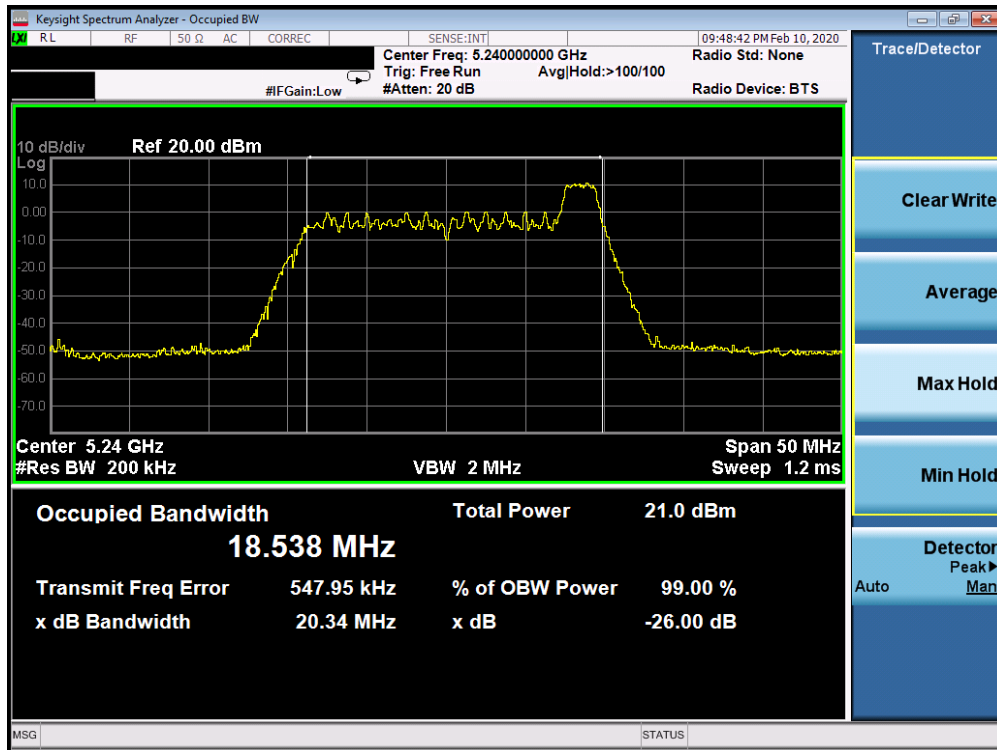 Keysight Spectrum Analyzer - Occupied BW
LXI RL RF 50 Ω AC CORREC SENSE:INT 09:48:42 PM Feb 10, 2020
Center Freq: 5.240000000 GHz Radio Std: None
Trig: Free Run Avg|Hold:>100/100
#IFGain:Low #Atten: 20 dB Radio Device: BTS
10 dB/div Ref 20.00 dBm
Log
10.0
0.00
-10.0
-20.0
-30.0
-40.0
-50.0
-60.0
-70.0
Center 5.24 GHz Span 50 MHz
#Res BW 200 kHz VBW 2 MHz Sweep 1.2 ms
Occupied Bandwidth Total Power 21.0 dBm
18.538 MHz
Transmit Freq Error 547.95 kHz % of OBW Power 99.00 %
x dB Bandwidth 20.34 MHz x dB -26.00 dB
MSG STATUS
Trace/Detector
Clear Write
Average
Max Hold
Min Hold
Detector
Peak▶
Auto Man